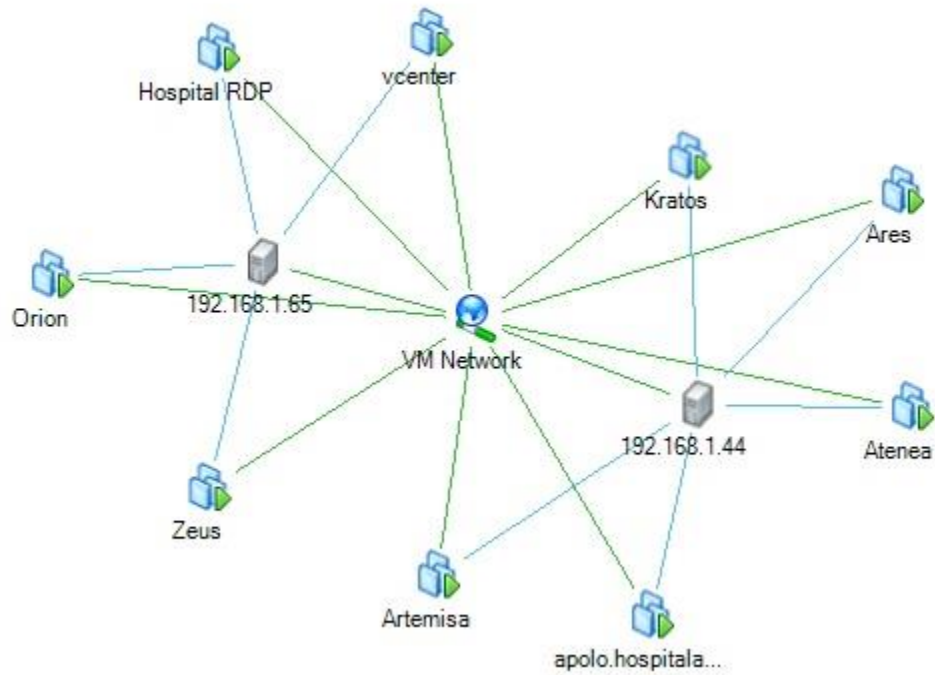 Hospital RDP
vcenter
Kratos
Ares
Orion
192.168.1.65
VM Network
192.168.1.44
Atenea
Zeus
Artemisa
apolo.hospitala...